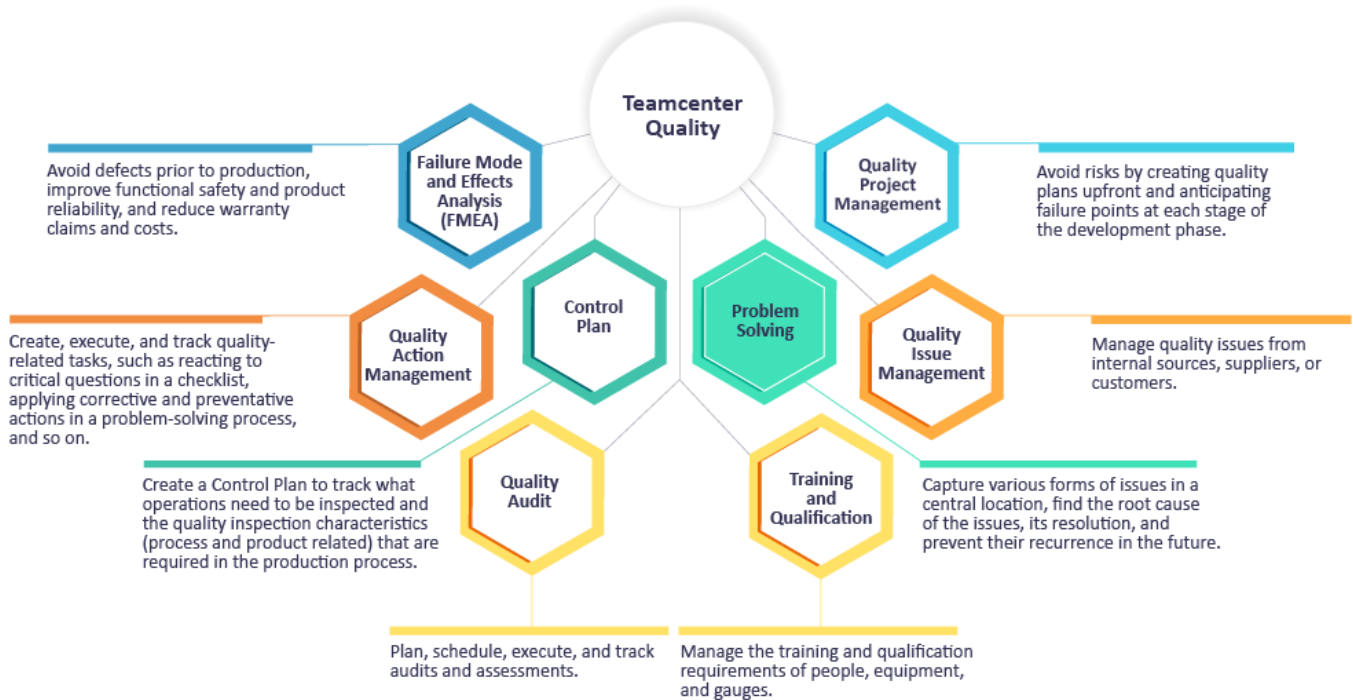 Teamcenter
Quality
Failure Mode
and Effects
Analysis
(FMEA)
Avoid defects prior to production,
improve functional safety and product
reliability, and reduce warranty
claims and costs.
Quality
Project
Management
Avoid risks by creating quality
plans upfront and anticipating
failure points at each stage of
the development phase.
Quality
Action
Management
Create, execute, and track quality-
related tasks, such as reacting to
critical questions in a checklist,
applying corrective and preventative
actions in a problem-solving process,
and so on.
Control
Plan
Problem
Solving
Quality
Issue
Management
Manage quality issues from
internal sources, suppliers, or
customers.
Create a Control Plan to track what
operations need to be inspected and
the quality inspection characteristics
(process and product related) that are
required in the production process.
Quality
Audit
Training
and
Qualification
Capture various forms of issues in a
central location, find the root cause
of the issues, its resolution, and
prevent their recurrence in the future.
Plan, schedule, execute, and track
audits and assessments.
Manage the training and qualification
requirements of people, equipment,
and gauges.